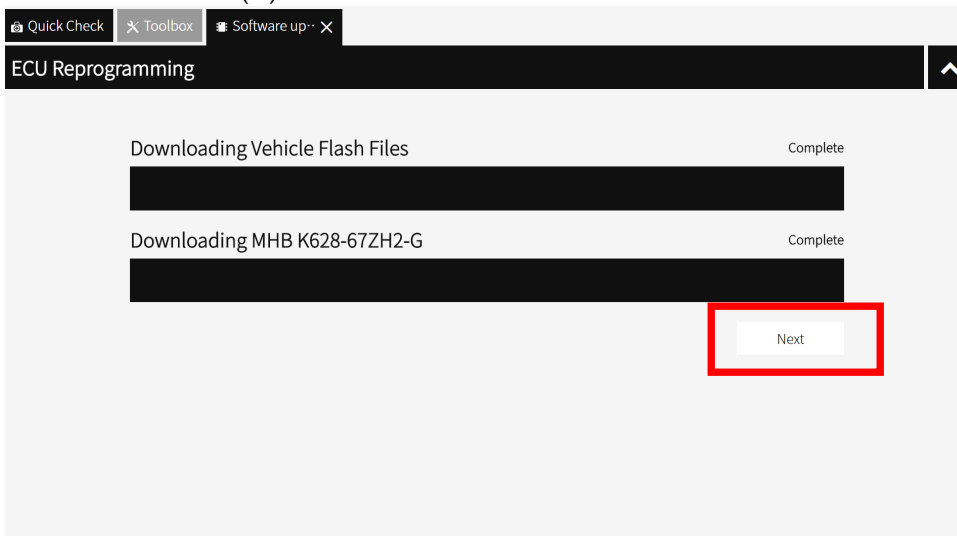 Quick Check Toolbox Software up·· X
ECU Reprogramming
Downloading Vehicle Flash Files Complete
Downloading MHB K628-67ZH2-G Complete
Next